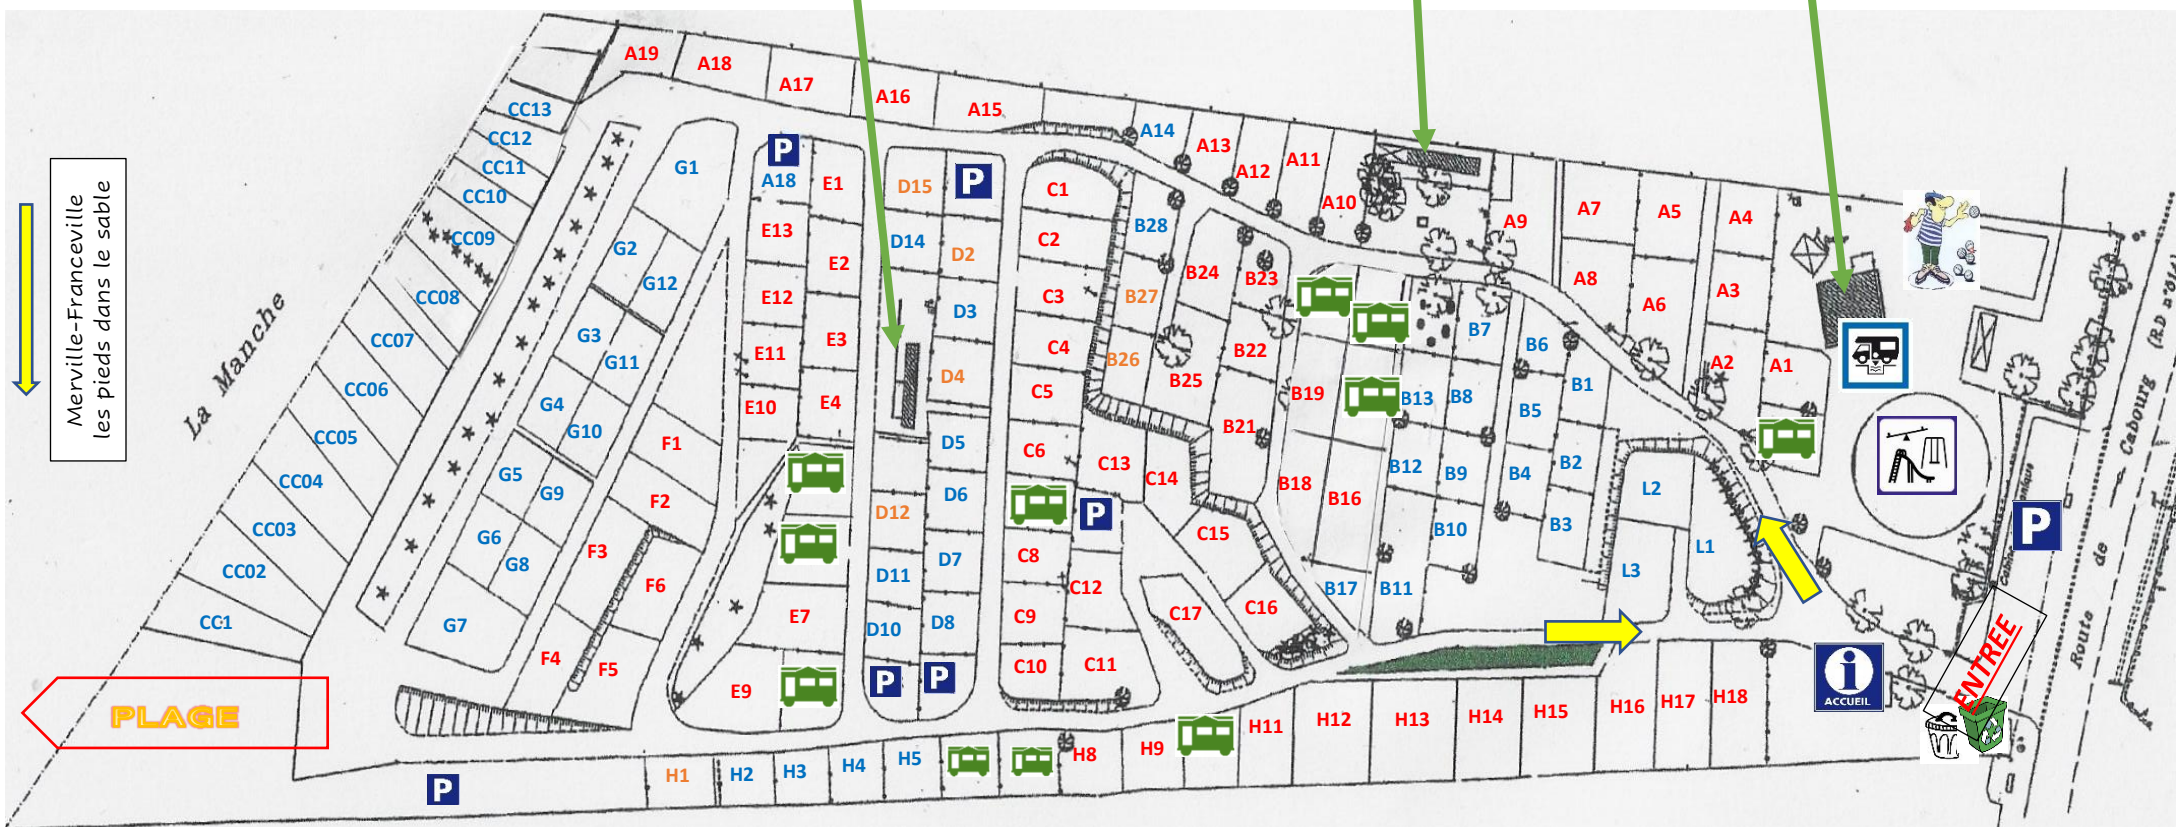 A19
A18
A17
A16
A15
A14
A13
A12
A11
A10
A9
A7
A5
A4
A8
A6
A3
A2
A1
CC13
CC12
CC11
CC10
CC09
CC08
CC07
CC06
CC05
CC04
CC03
CC02
CC1
Merville-Franceville
les pieds dans le sable
La Manche
PLAGE
G1
G2
G12
G3
G11
G4
G10
G5
G9
G6
G8
G7
F1
F2
F3
F6
F4
F5
P
A18
E1
E13
E2
E12
E3
E11
E10
E4
E7
E9
D15
P
D14
D2
D3
D4
D5
D6
D12
D7
D11
D8
D10
P
P
C1
C2
C3
C4
C5
C6
P
C8
C9
C10
C11
C12
C13
C14
C15
C16
C17
B28
B27
B26
B24
B23
B25
B22
B21
B19
B18
B16
B17
B13
B12
B11
B7
B8
B9
B10
B6
B5
B4
B1
B2
B3
L2
L1
L3
P
H1
H2
H3
H4
H5
H8
H9
H11
H12
H13
H14
H15
H16
H17
H18
i
ACCUEIL
ENTREE
P
Route de Cabourg